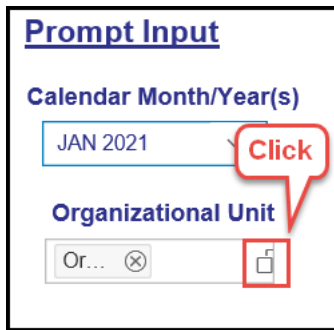 Prompt Input
Calendar Month/Year(s)
JAN 2021
Click
Organizational Unit
Or...